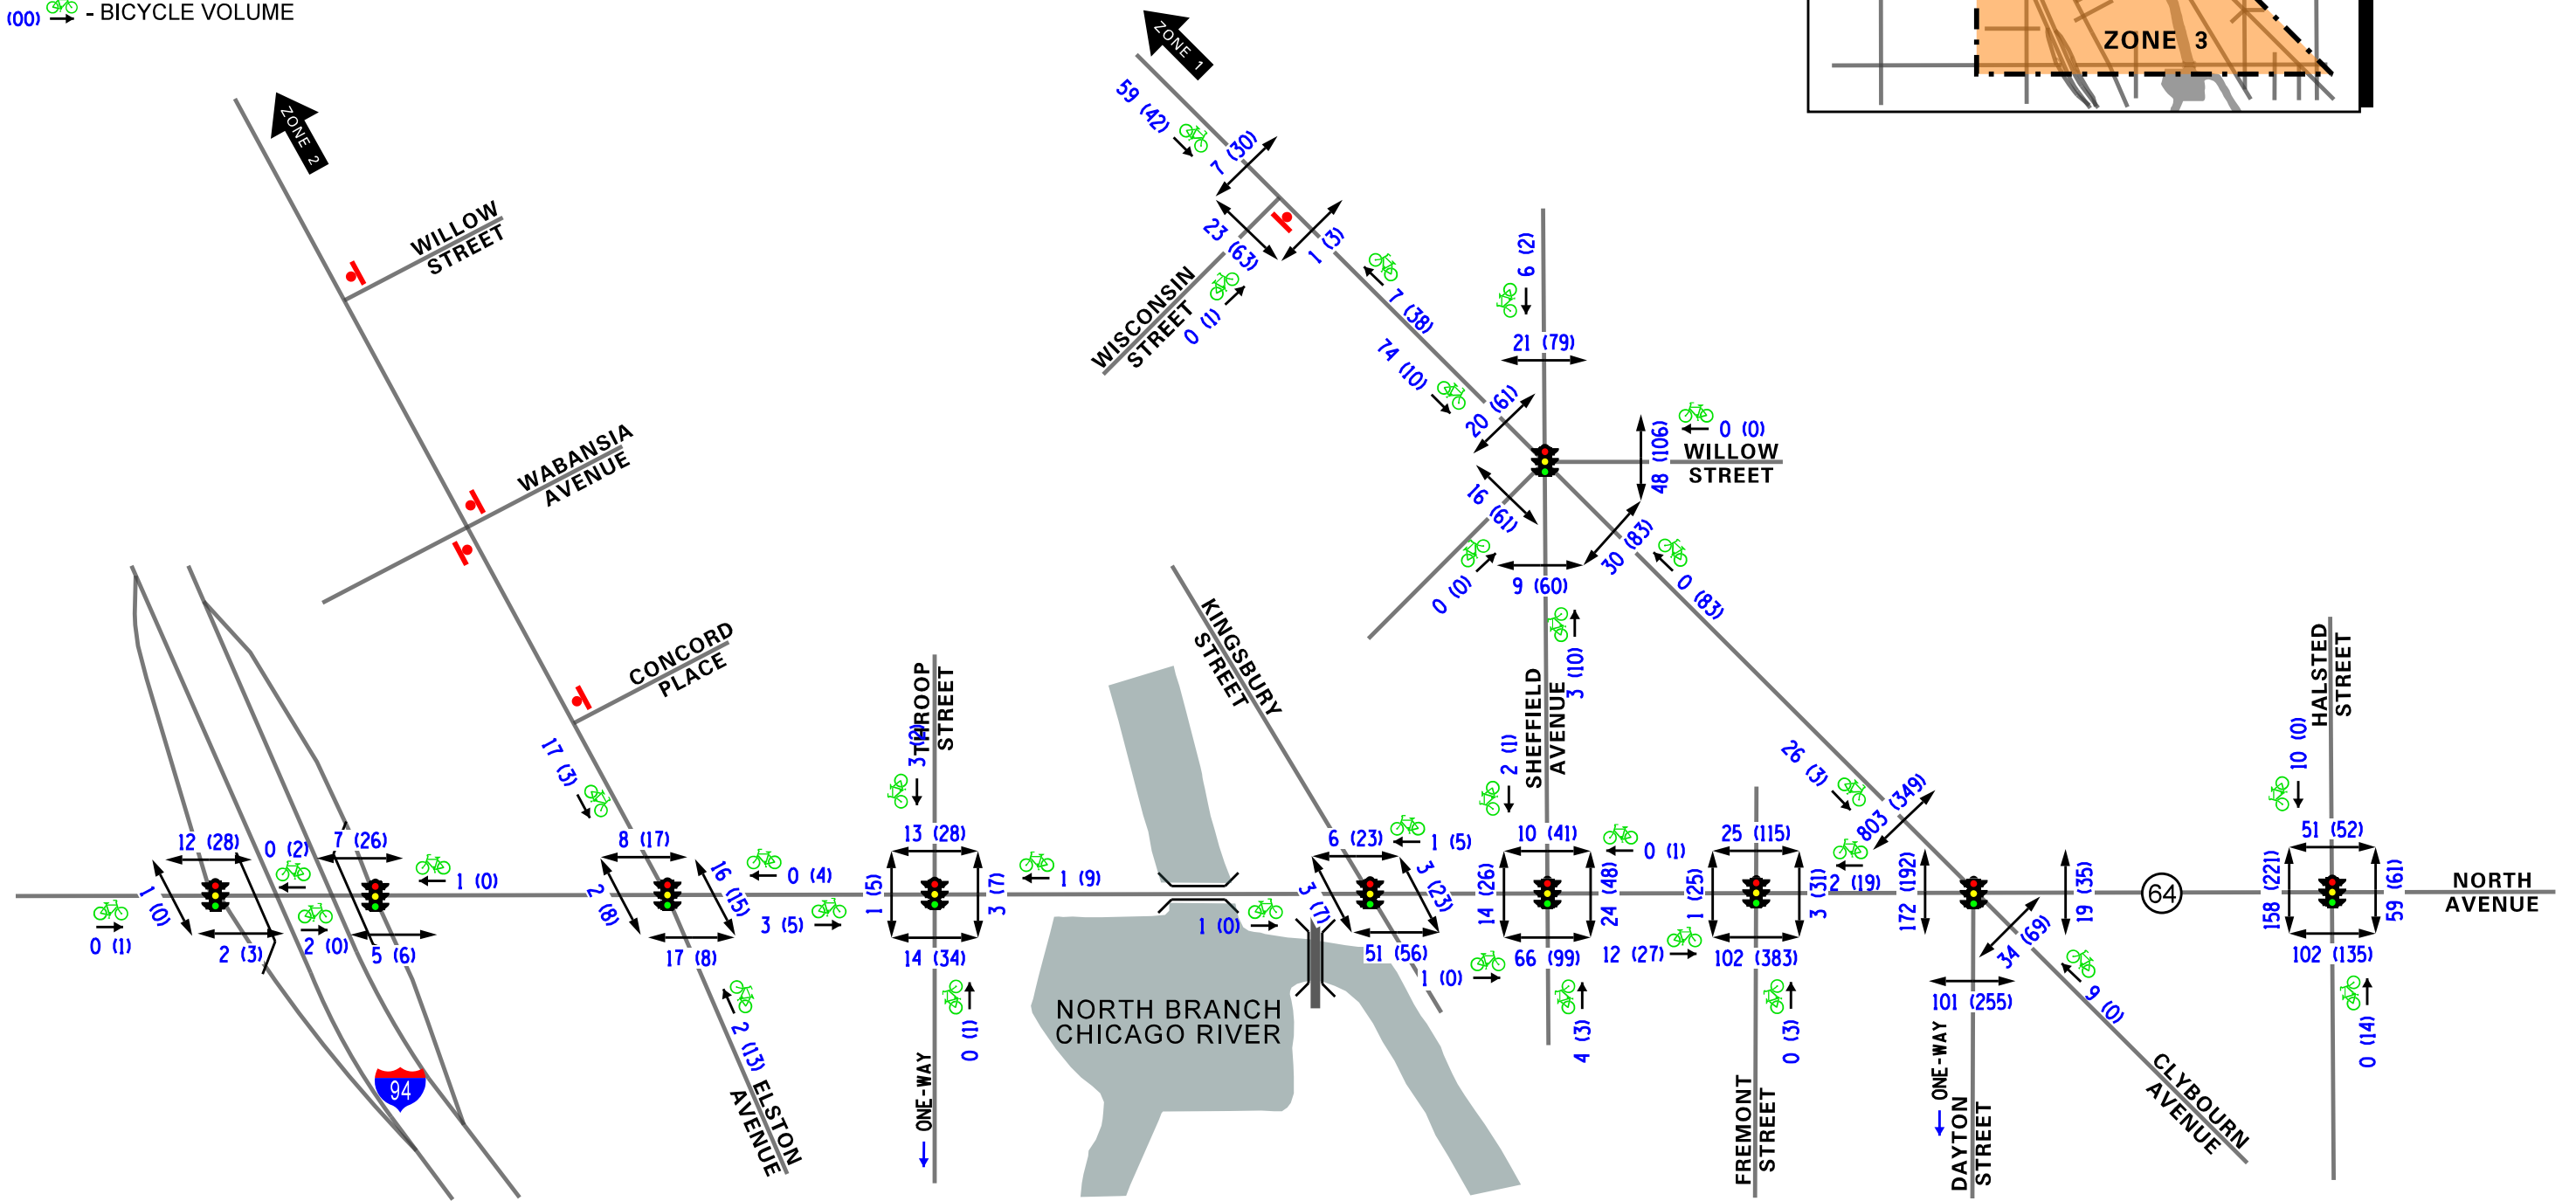 (00) - BICYCLE VOLUME
ZONE 1
ZONE 3
ZONE 2
59 (42)
7 (30)
WILLOW
STREET
23 (63)
1 (3)
6 (2)
WISCONSIN
STREET
0 (1)
7 (38)
74 (10)
21 (79)
20 (61)
48 (106)
0 (0)
WILLOW
STREET
WABANSIA
AVENUE
16 (61)
30 (83)
0 (0)
9 (60)
0 (83)
3 (10)
CONCORD
PLACE
KINGSBURY
STREET
HALSTED
STREET
THROOP
STREET
3 (2)
SHEFFIELD
AVENUE
17 (3)
2 (1)
26 (3)
10 (0)
12 (28)
0 (2)
7 (26)
1 (0)
8 (17)
16 (15)
0 (4)
13 (28)
1 (9)
6 (23)
1 (5)
10 (41)
0 (1)
25 (115)
803 (349)
2 (19)
51 (52)
1 (0)
2 (8)
1 (5)
3 (7)
3 (7)
3 (23)
14 (26)
24 (48)
1 (25)
3 (31)
172 (192)
19 (35)
64
158 (221)
59 (61)
NORTH
AVENUE
0 (1)
2 (3)
2 (0)
5 (6)
17 (8)
3 (5)
14 (34)
1 (0)
51 (56)
1 (0)
66 (99)
12 (27)
102 (383)
34 (69)
102 (135)
101 (255)
9 (0)
2 (13)
0 (1)
NORTH BRANCH
CHICAGO RIVER
4 (3)
0 (3)
0 (14)
94
ELSTON
AVENUE
ONE-WAY
FREMONT
STREET
ONE-WAY
DAYTON
STREET
CLYBOURN
AVENUE